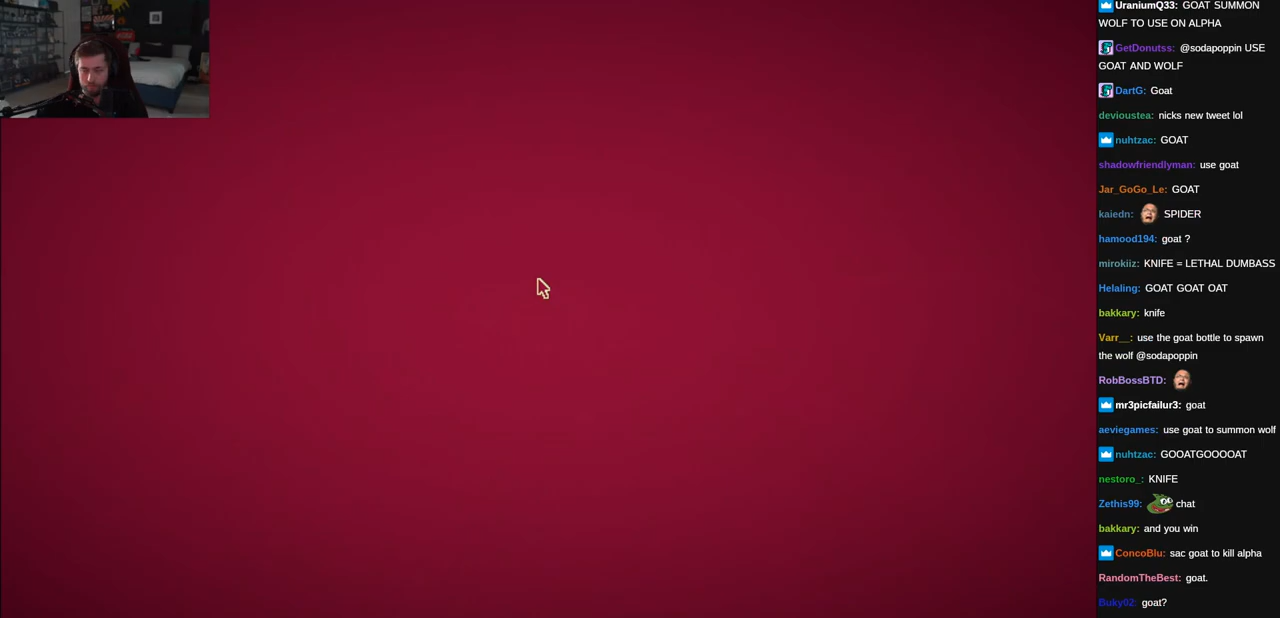 UraniumQ33: GOAT SUMMON
WOLF TO USE ON ALPHA
GetDonutss: @sodapoppin USE
GOAT AND WOLF
DartG: Goat
devioustea: nicks new tweet lol
nuhtzac: GOAT
shadowfriendlyman: use goat
Jar_GoGo_Le: GOAT
kaiedn: SPIDER
hamood194: goat ?
mirokiiz: KNIFE = LETHAL DUMBASS
Helaling: GOAT GOAT OAT
bakkary: knife
Varr__: use the goat bottle to spawn
the wolf @sodapoppin
RobBossBTD:
mr3picfailur3: goat
aeviegames: use goat to summon wolf
nuhtzac: GOOATGOOOOAT
nestoro_: KNIFE
Zethis99: chat
bakkary: and you win
ConcoBlu: sac goat to kill alpha
RandomTheBest: goat.
Buky02: goat?